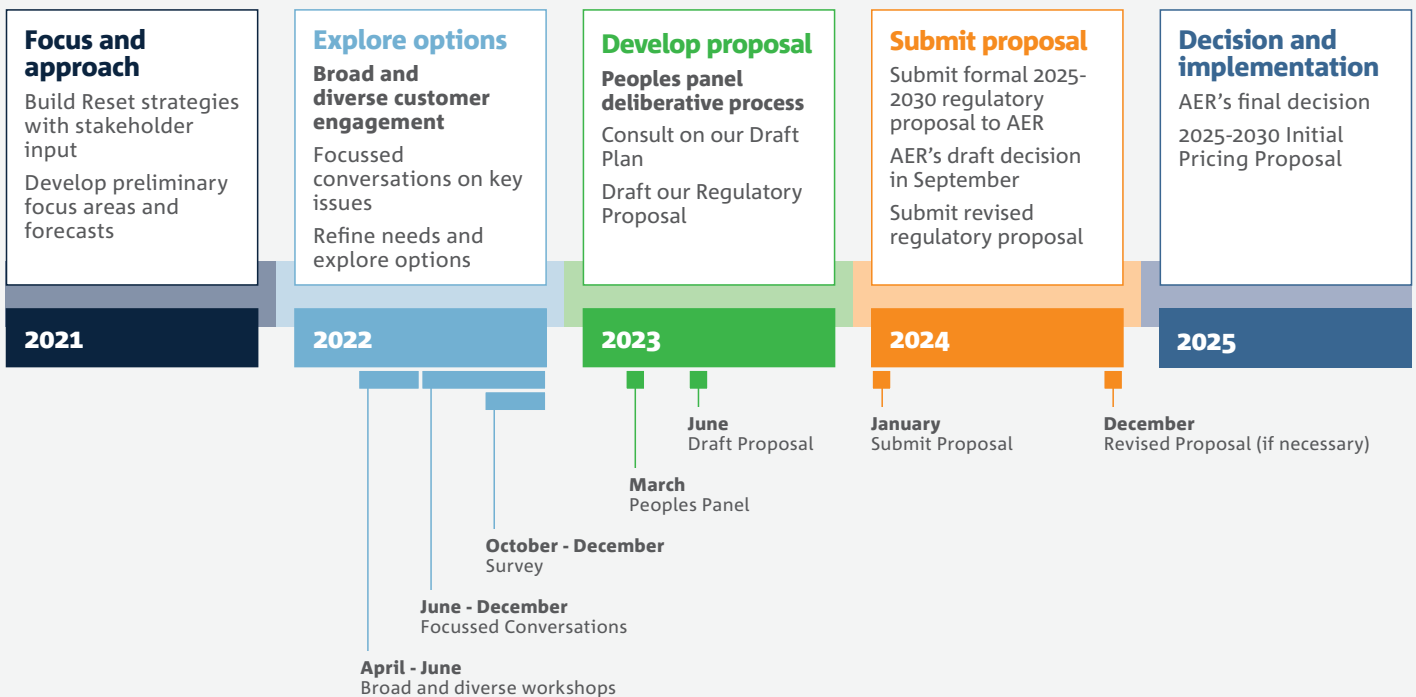 Focus and
approach
Build Reset strategies
with stakeholder
input
Develop preliminary
focus areas and
forecasts
Explore options
Broad and
diverse customer
engagement
Focussed
conversations on key
issues
Refine needs and
explore options
Develop proposal
Peoples panel
deliberative process
Consult on our Draft
Plan
Draft our Regulatory
Proposal
Submit proposal
Submit formal 2025-
2030 regulatory
proposal to AER
AER's draft decision
in September
Submit revised
regulatory proposal
Decision and
implementation
AER's final decision
2025-2030 Initial
Pricing Proposal
2021
2022
2023
2024
2025
June
Draft Proposal
January
Submit Proposal
December
Revised Proposal (if necessary)
March
Peoples Panel
October - December
Survey
June - December
Focussed Conversations
April - June
Broad and diverse workshops